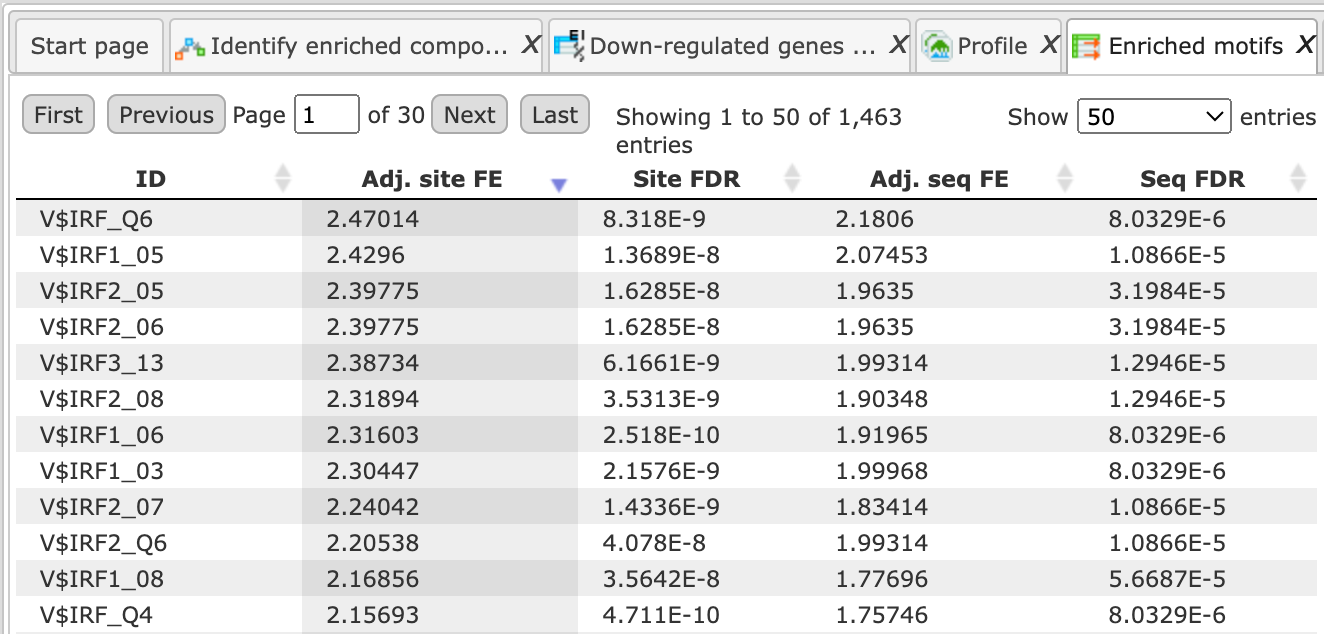 Start page Identify enriched compo... X Down-regulated genes ... X Profile X Enriched motifs X
First Previous Page 1 of 30 Next Last Showing 1 to 50 of 1,463 entries Show 50 entries
ID Adj. site FE Site FDR Adj. seq FE Seq FDR
V$IRF_Q6 2.47014 8.318E-9 2.1806 8.0329E-6
V$IRF1_05 2.4296 1.3689E-8 2.07453 1.0866E-5
V$IRF2_05 2.39775 1.6285E-8 1.9635 3.1984E-5
V$IRF2_06 2.39775 1.6285E-8 1.9635 3.1984E-5
V$IRF3_13 2.38734 6.1661E-9 1.99314 1.2946E-5
V$IRF2_08 2.31894 3.5313E-9 1.90348 1.2946E-5
V$IRF1_06 2.31603 2.518E-10 1.91965 8.0329E-6
V$IRF1_03 2.30447 2.1576E-9 1.99968 8.0329E-6
V$IRF2_07 2.24042 1.4336E-9 1.83414 1.0866E-5
V$IRF2_Q6 2.20538 4.078E-8 1.99314 1.0866E-5
V$IRF1_08 2.16856 3.5642E-8 1.77696 5.6687E-5
V$IRF_Q4 2.15693 4.711E-10 1.75746 8.0329E-6